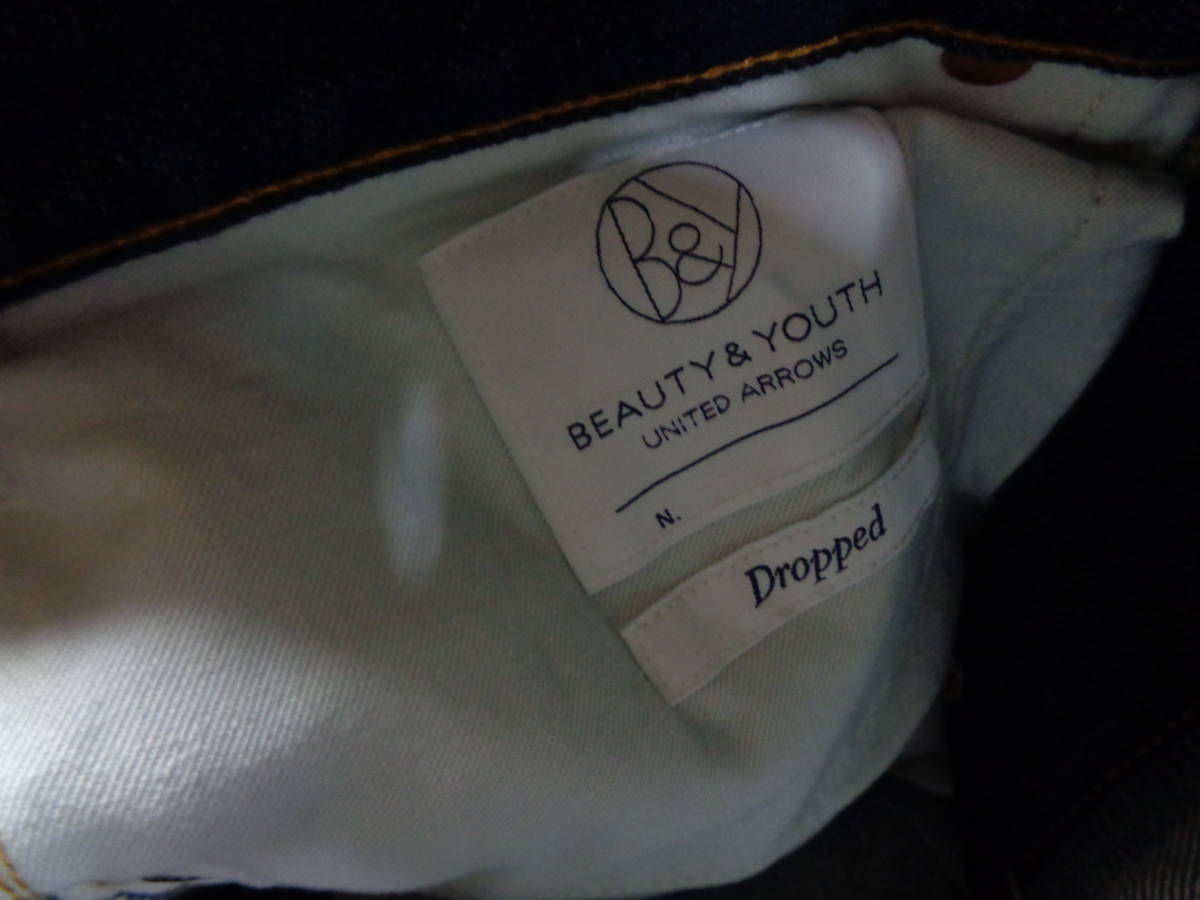 B&Y
BEAUTY & YOUTH
UNITED ARROWS
N.
Dropped